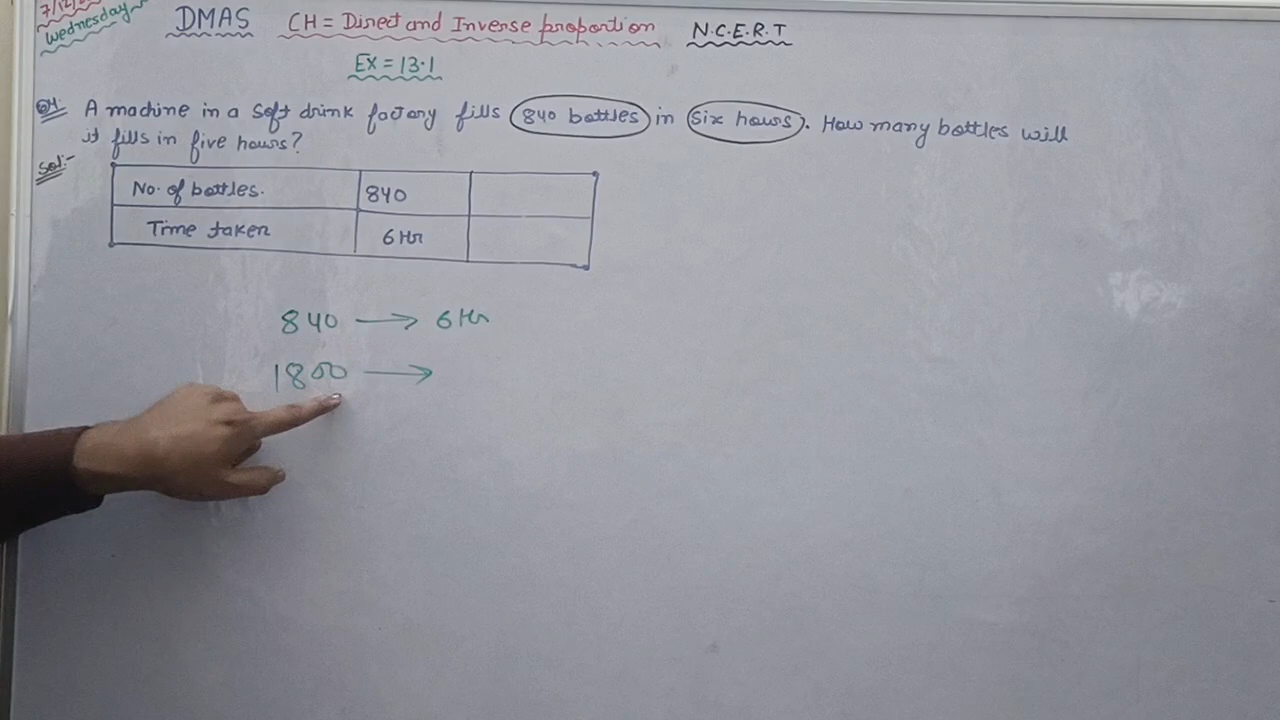 7/12/
Wednesday
DMAS CH = Direct and Inverse proportion N.C.E.R.T
EX = 13.1
Q4. A machine in a soft drink factory fills 840 bottles in six hours. How many bottles will
it fills in five hours?
Sol:-
No. of bottles. 840
Time taken 6 Hr
840 → 6 Hr
1800 →